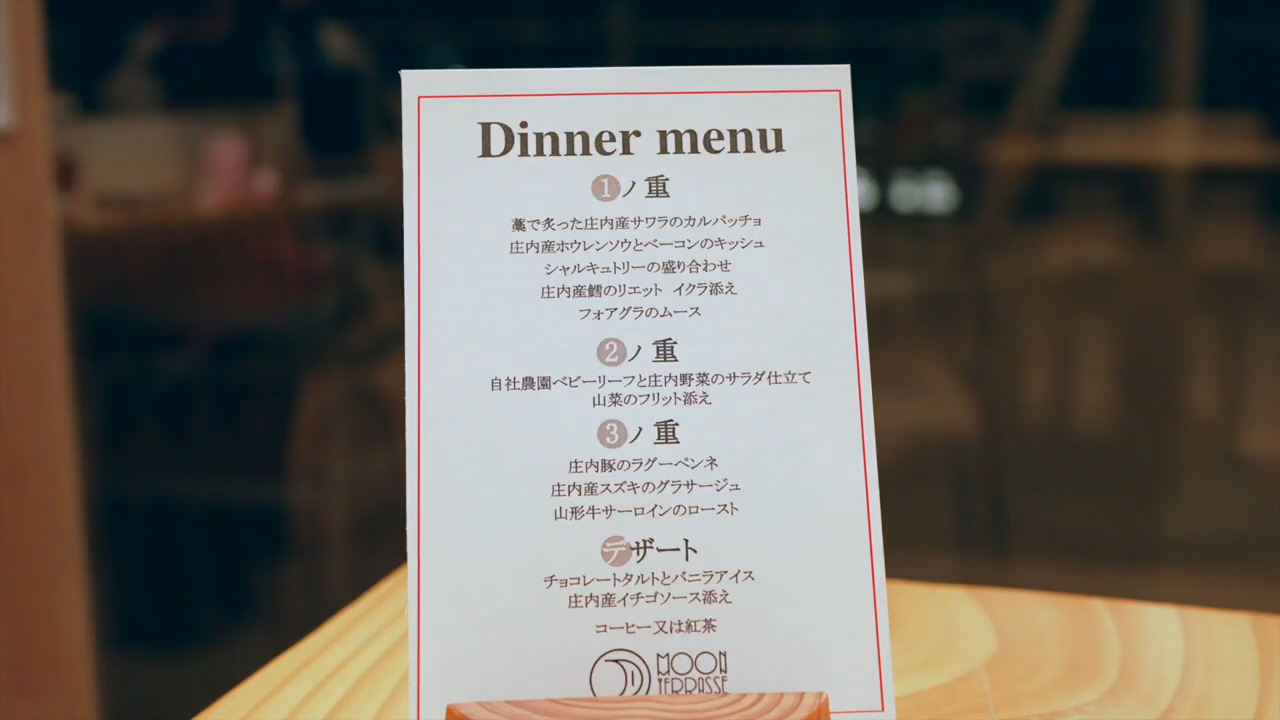 Dinner menu
1ノ重
藁で炙った庄内産サワラのカルパッチョ
庄内産ホウレンソウとベーコンのキッシュ
シャルキュトリーの盛り合わせ
庄内産鱈のリエット イクラ添え
フォアグラのムース
2ノ重
自社農園ベビーリーフと庄内野菜のサラダ仕立て
山菜のフリット添え
3ノ重
庄内豚のラグーペンネ
庄内産スズキのグラサージュ
山形牛サーロインのロースト
デザート
チョコレートタルトとバニラアイス
庄内産イチゴソース添え
コーヒー又は紅茶
MOON
TERRASSE